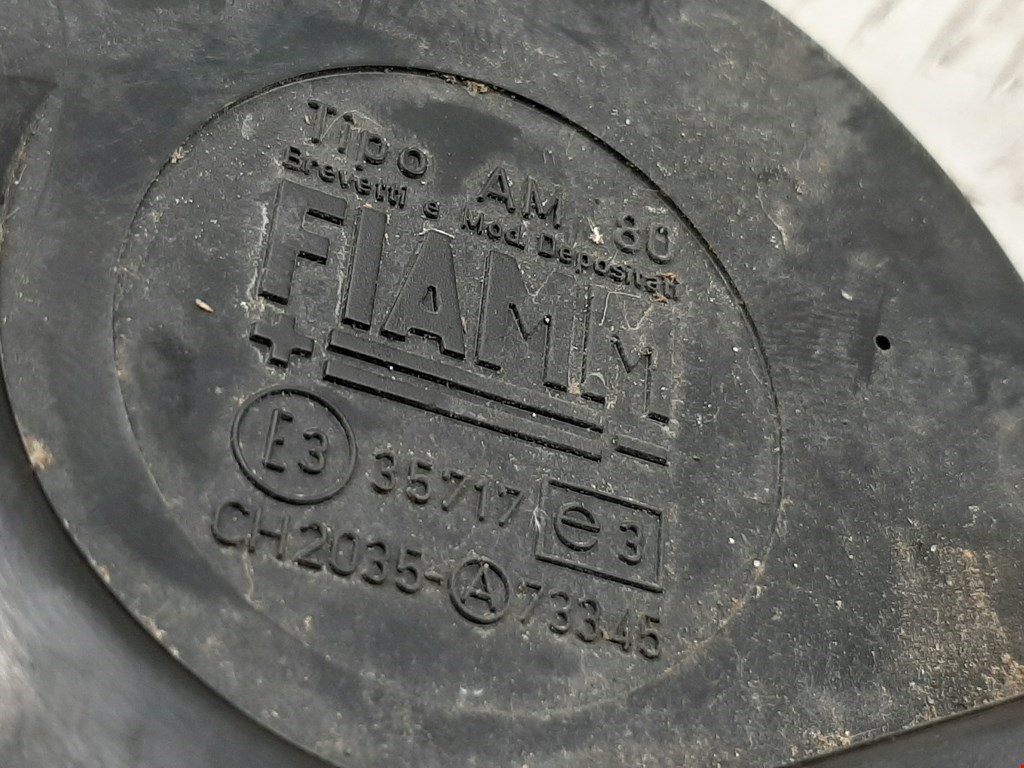 Tipo AM 80
Brevetti e Mod. Depositati
FIAMM
E3 35717 e3
CH2035-A 73345